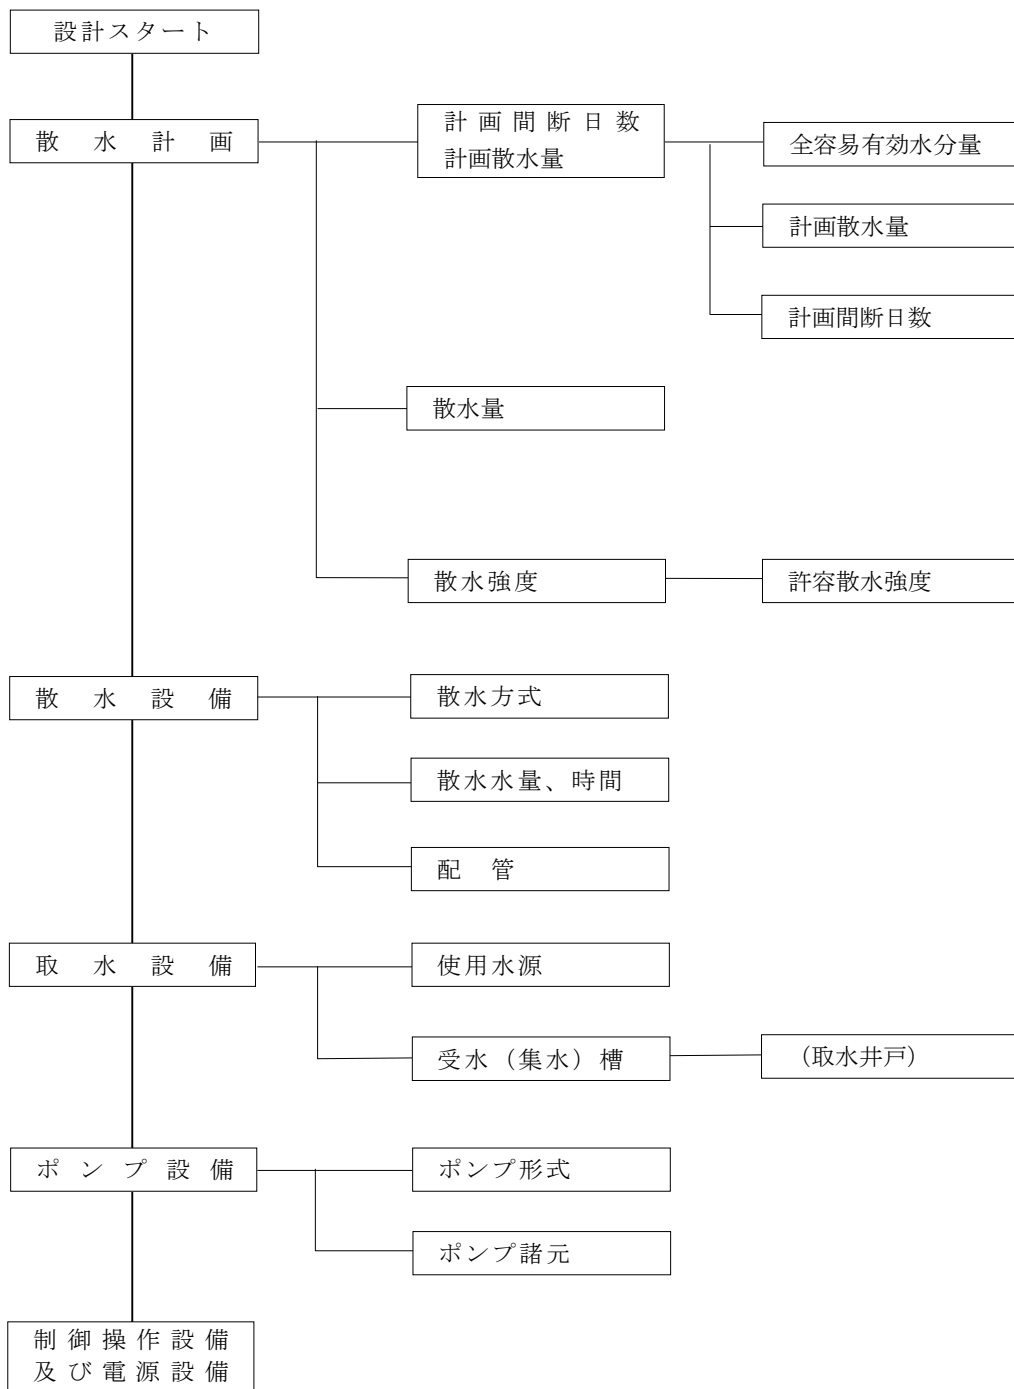 設計スタート
散水計画
計画間断日数
計画散水量
全容易有効水分量
計画散水量
計画間断日数
散水量
散水強度
許容散水強度
散水設備
散水方式
散水水量、時間
配管
取水設備
使用水源
受水（集水）槽
（取水井戸）
ポンプ設備
ポンプ形式
ポンプ諸元
制御操作設備
及び電源設備